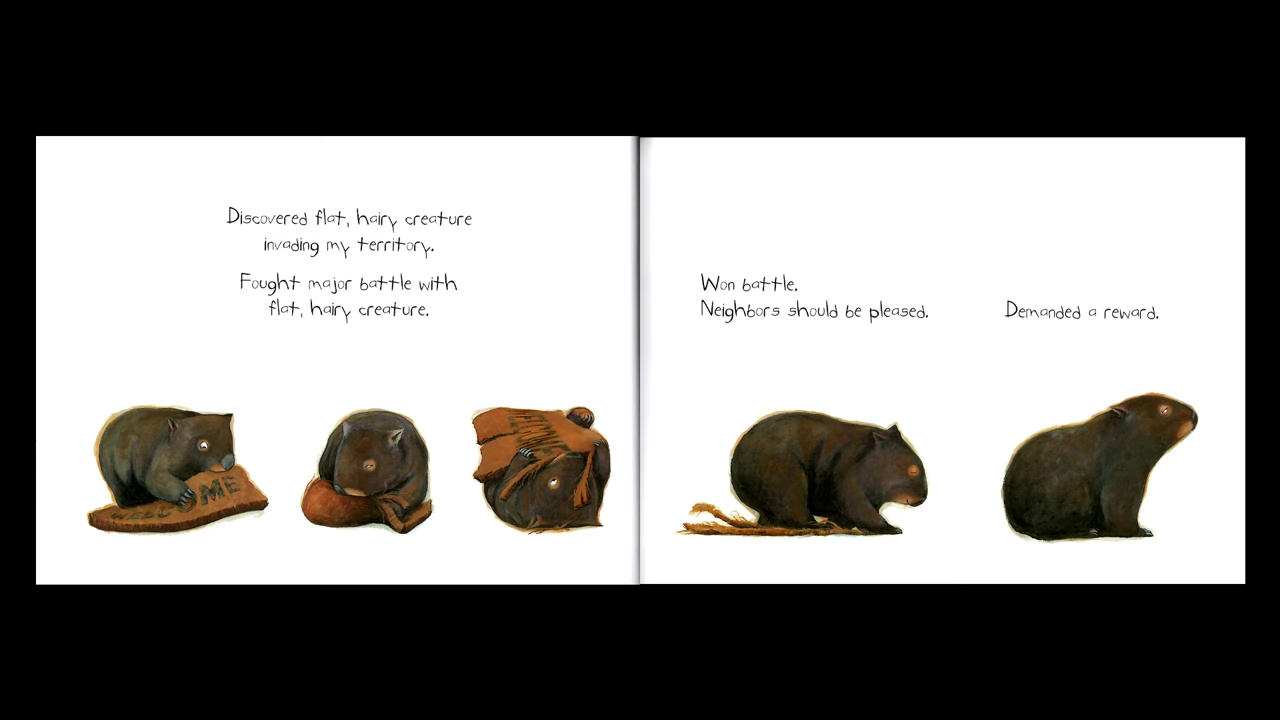 Discovered flat, hairy creature
invading my territory.
Fought major battle with
flat, hairy creature.
Won battle.
Neighbors should be pleased.
Demanded a reward.
WELCOME